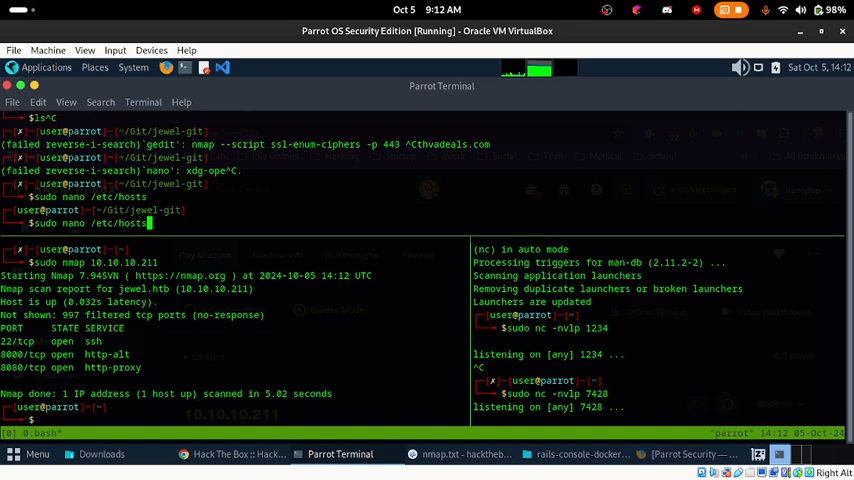 Oct 5 9:12 AM
98%
Parrot OS Security Edition [Running] - Oracle VM VirtualBox
File Machine View Input Devices Help
Applications Places System
Sat Oct 5, 14:12
Parrot Terminal
File Edit View Search Terminal Help
$ls^C
[✗]-[user@parrot]-[~/Git/jewel-git]
(failed reverse-i-search)`gedit': nmap --script ssl-enum-ciphers -p 443 ^Cthvadeals.com
[✗]-[user@parrot]-[~/Git/jewel-git]
(failed reverse-i-search)`nano': xdg-ope^C.
[✗]-[user@parrot]-[~/Git/jewel-git]
$sudo nano /etc/hosts
[user@parrot]-[~/Git/jewel-git]
$sudo nano /etc/hosts
[✗]-[user@parrot]-[~]
$sudo nmap 10.10.10.211
Starting Nmap 7.94SVN ( https://nmap.org ) at 2024-10-05 14:12 UTC
Nmap scan report for jewel.htb (10.10.10.211)
Host is up (0.032s latency).
Not shown: 997 filtered tcp ports (no-response)
PORT STATE SERVICE
22/tcp open ssh
8000/tcp open http-alt
8080/tcp open http-proxy
Nmap done: 1 IP address (1 host up) scanned in 5.02 seconds
[user@parrot]-[~]
$
10.10.10.211
(nc) in auto mode
Processing triggers for man-db (2.11.2-2) ...
Scanning application launchers
Removing duplicate launchers or broken launchers
Launchers are updated
[user@parrot]-[~]
$sudo nc -nvlp 1234
listening on [any] 1234 ...
^C
[✗]-[user@parrot]-[~]
$sudo nc -nvlp 7428
listening on [any] 7428 ...
[0] 0:bash*
"parrot" 14:12 05-Oct-24
Menu Downloads Hack The Box :: Hack... Parrot Terminal nmap.txt - hacktheb... rails-console-docker... [Parrot Security —...
Right Alt